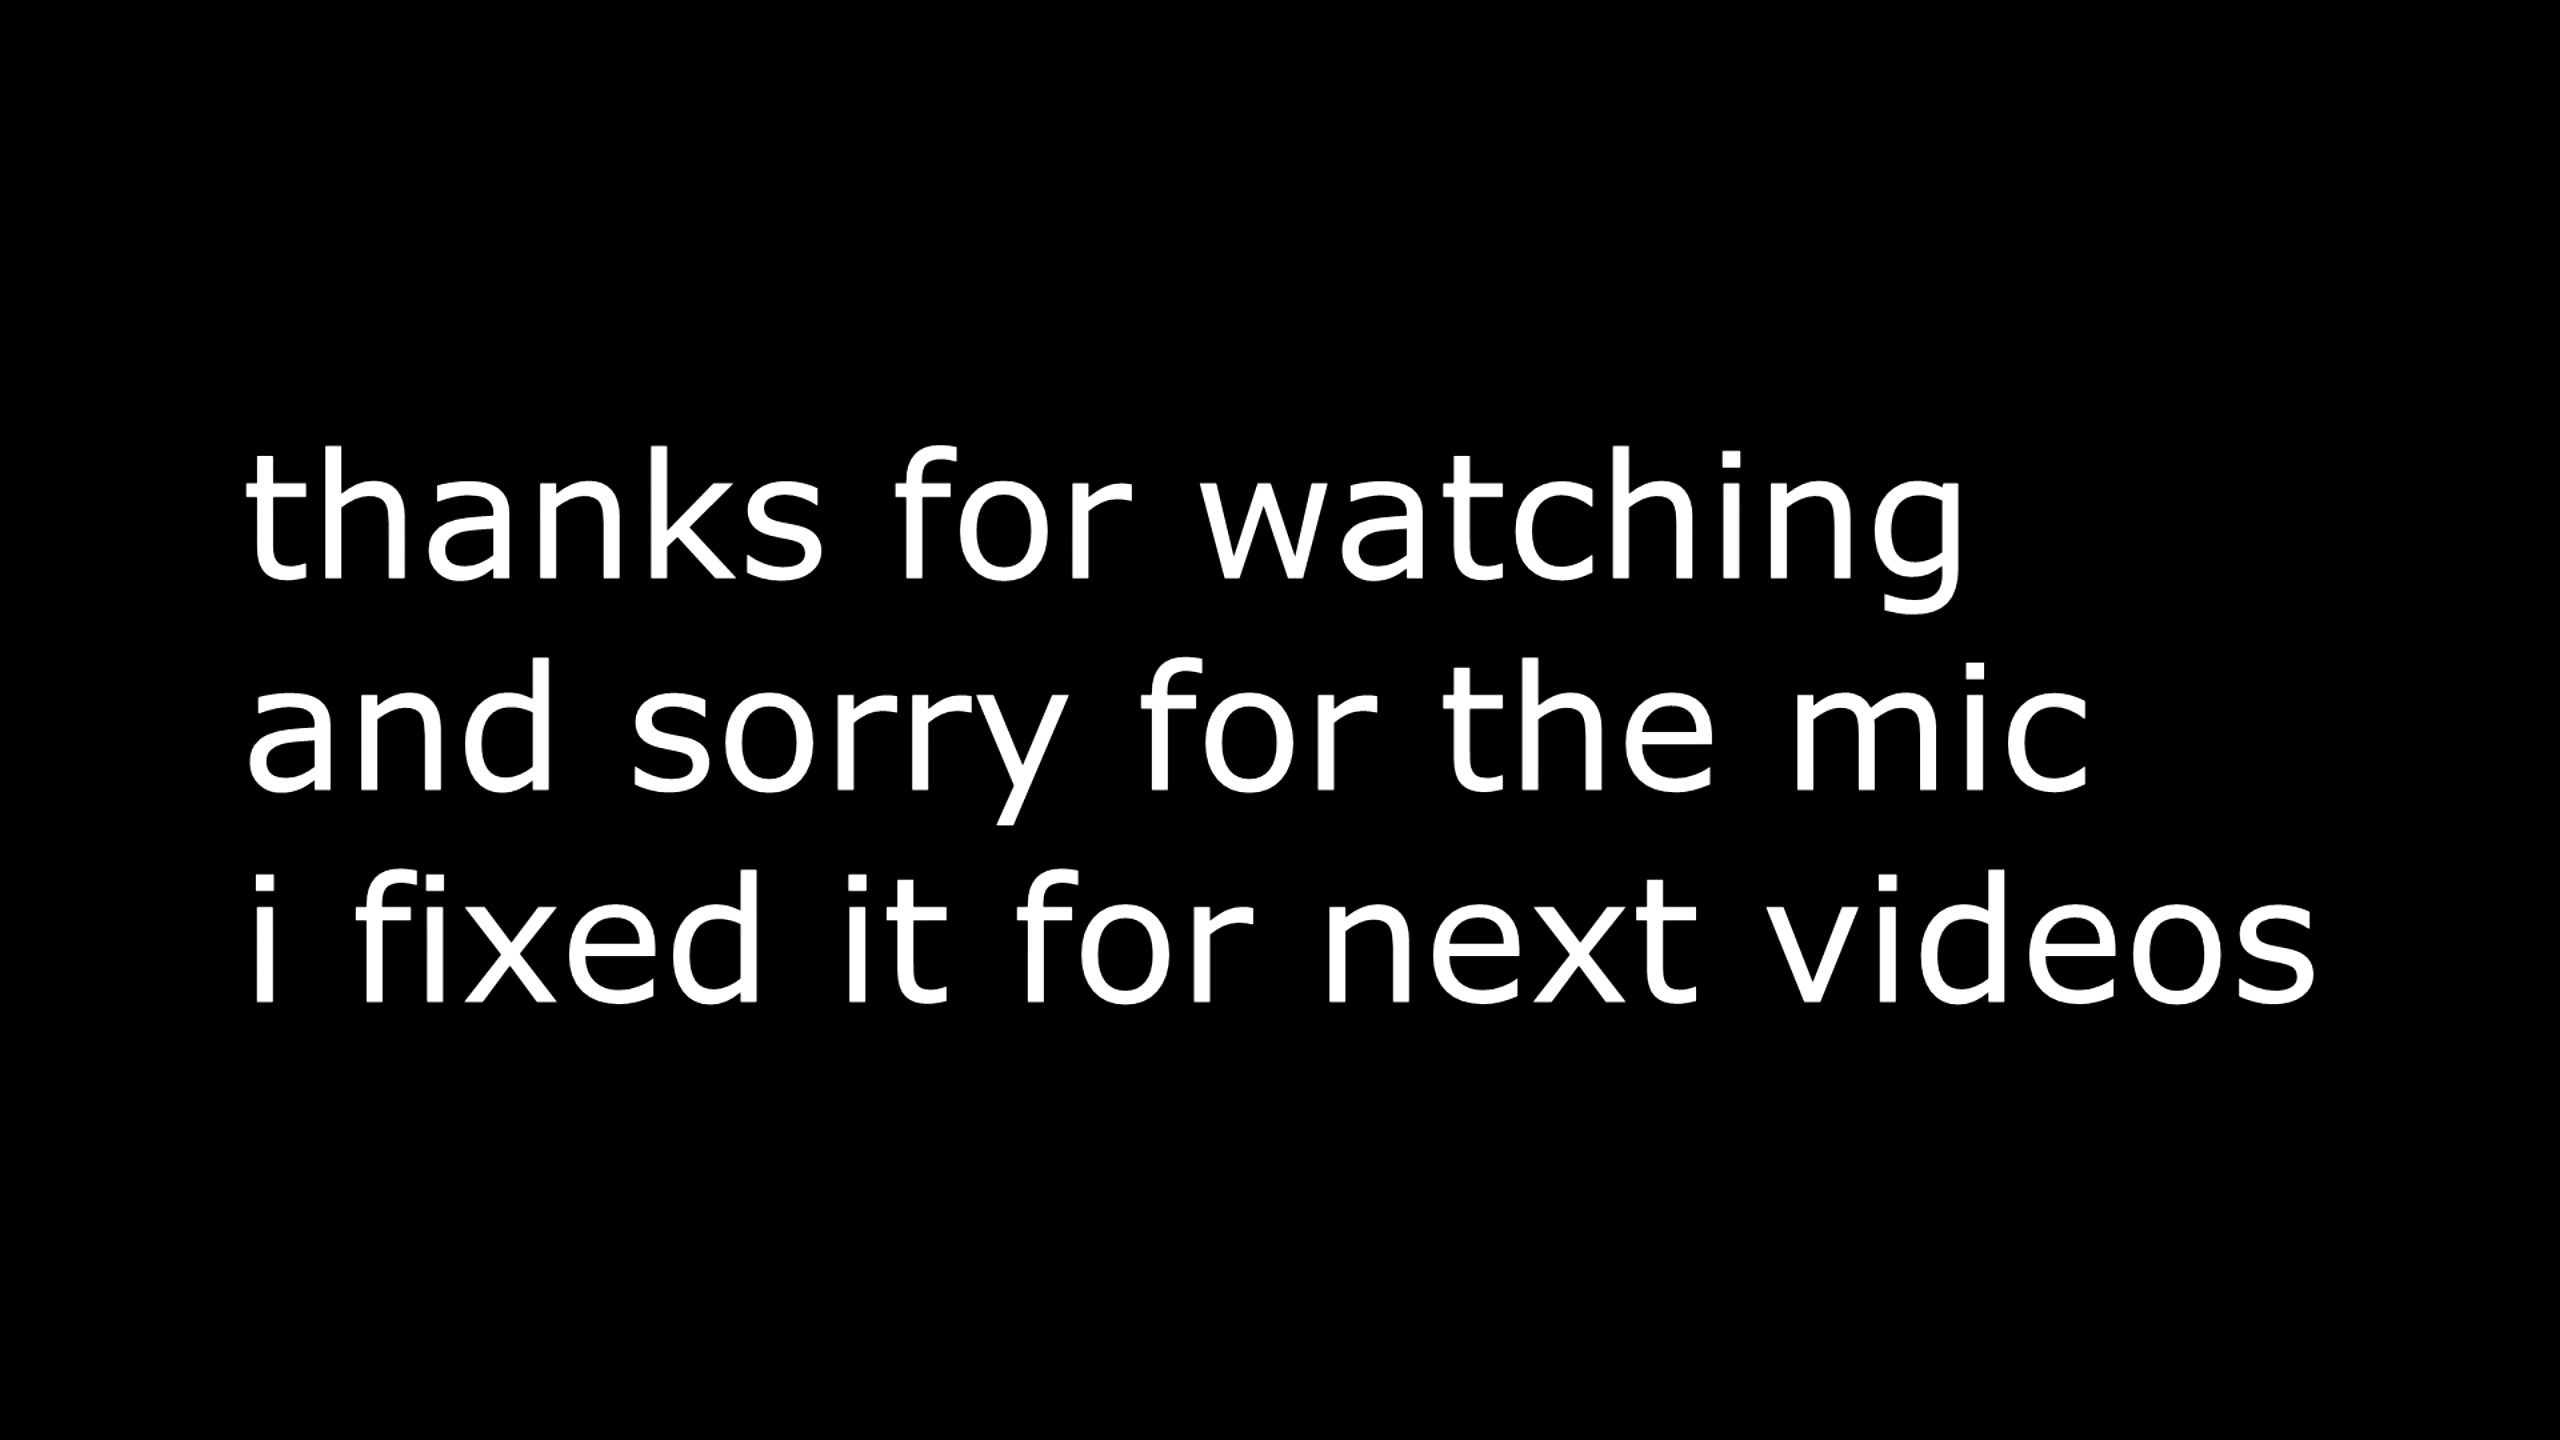 thanks for watching
and sorry for the mic
i fixed it for next videos